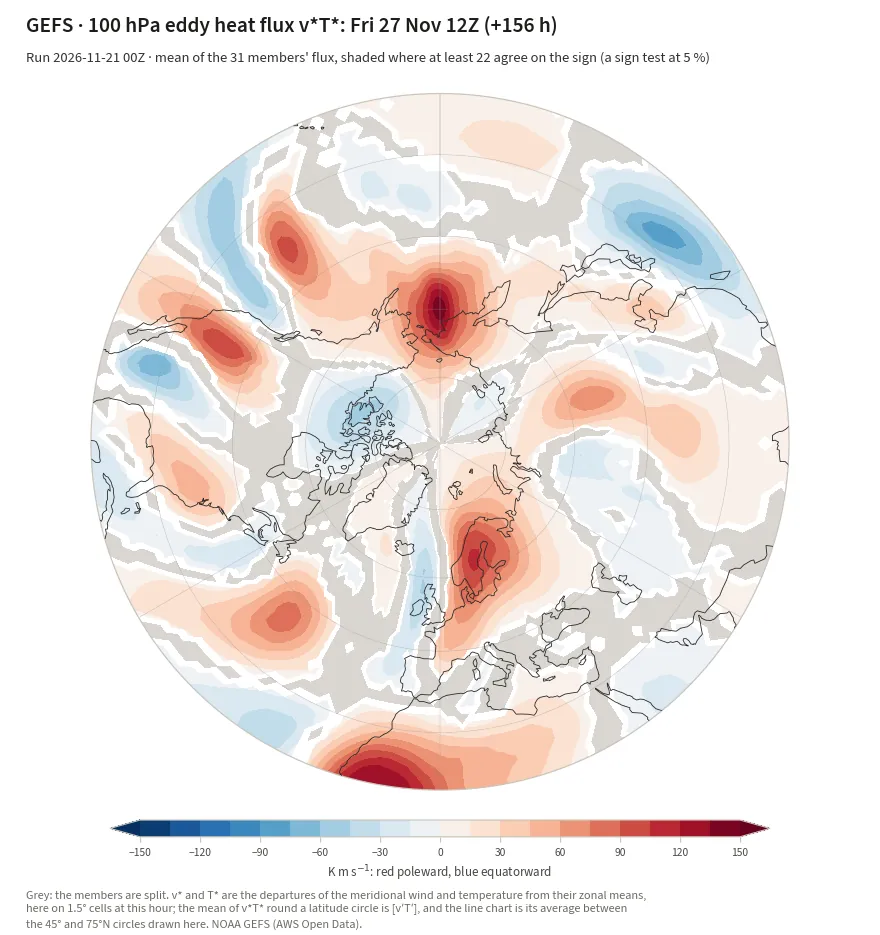 GEFS · 100 hPa eddy heat flux v*T*: Fri 27 Nov 12Z (+156 h)
Run 2026-11-21 00Z · mean of the 31 members' flux, shaded where at least 22 agree on the sign (a sign test at 5 %)
−150 −120 −90 −60 −30 0 30 60 90 120 150
K m s⁻¹: red poleward, blue equatorward
Grey: the members are split. v* and T* are the departures of the meridional wind and temperature from their zonal means,
here on 1.5° cells at this hour; the mean of v*T* round a latitude circle is [v'T'], and the line chart is its average between
the 45° and 75°N circles drawn here. NOAA GEFS (AWS Open Data).